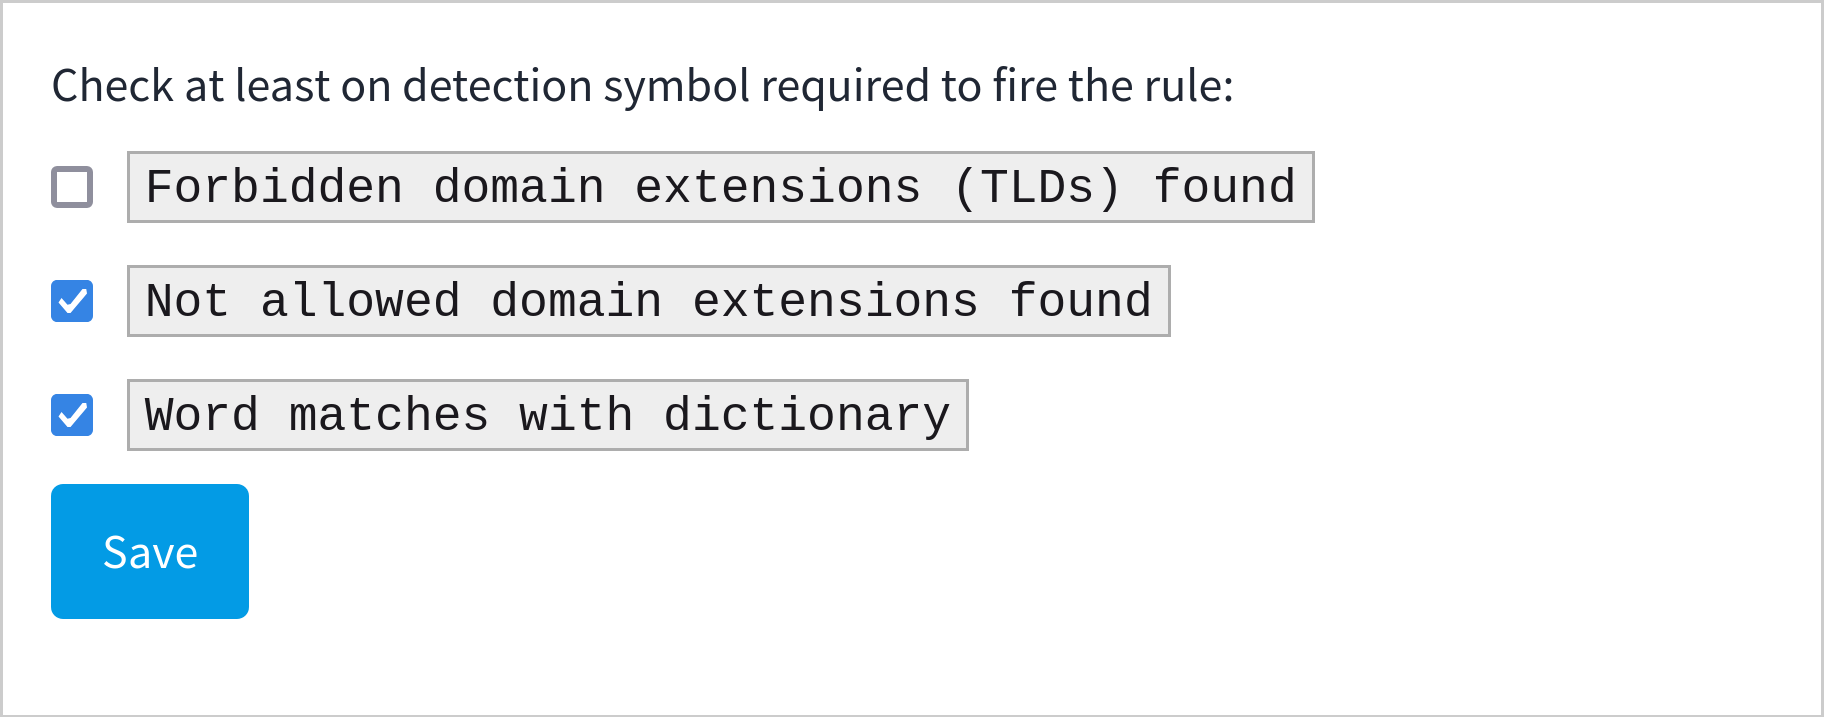 Check at least on detection symbol required to fire the rule:
Forbidden domain extensions (TLDs) found
Not allowed domain extensions found
Word matches with dictionary
Save